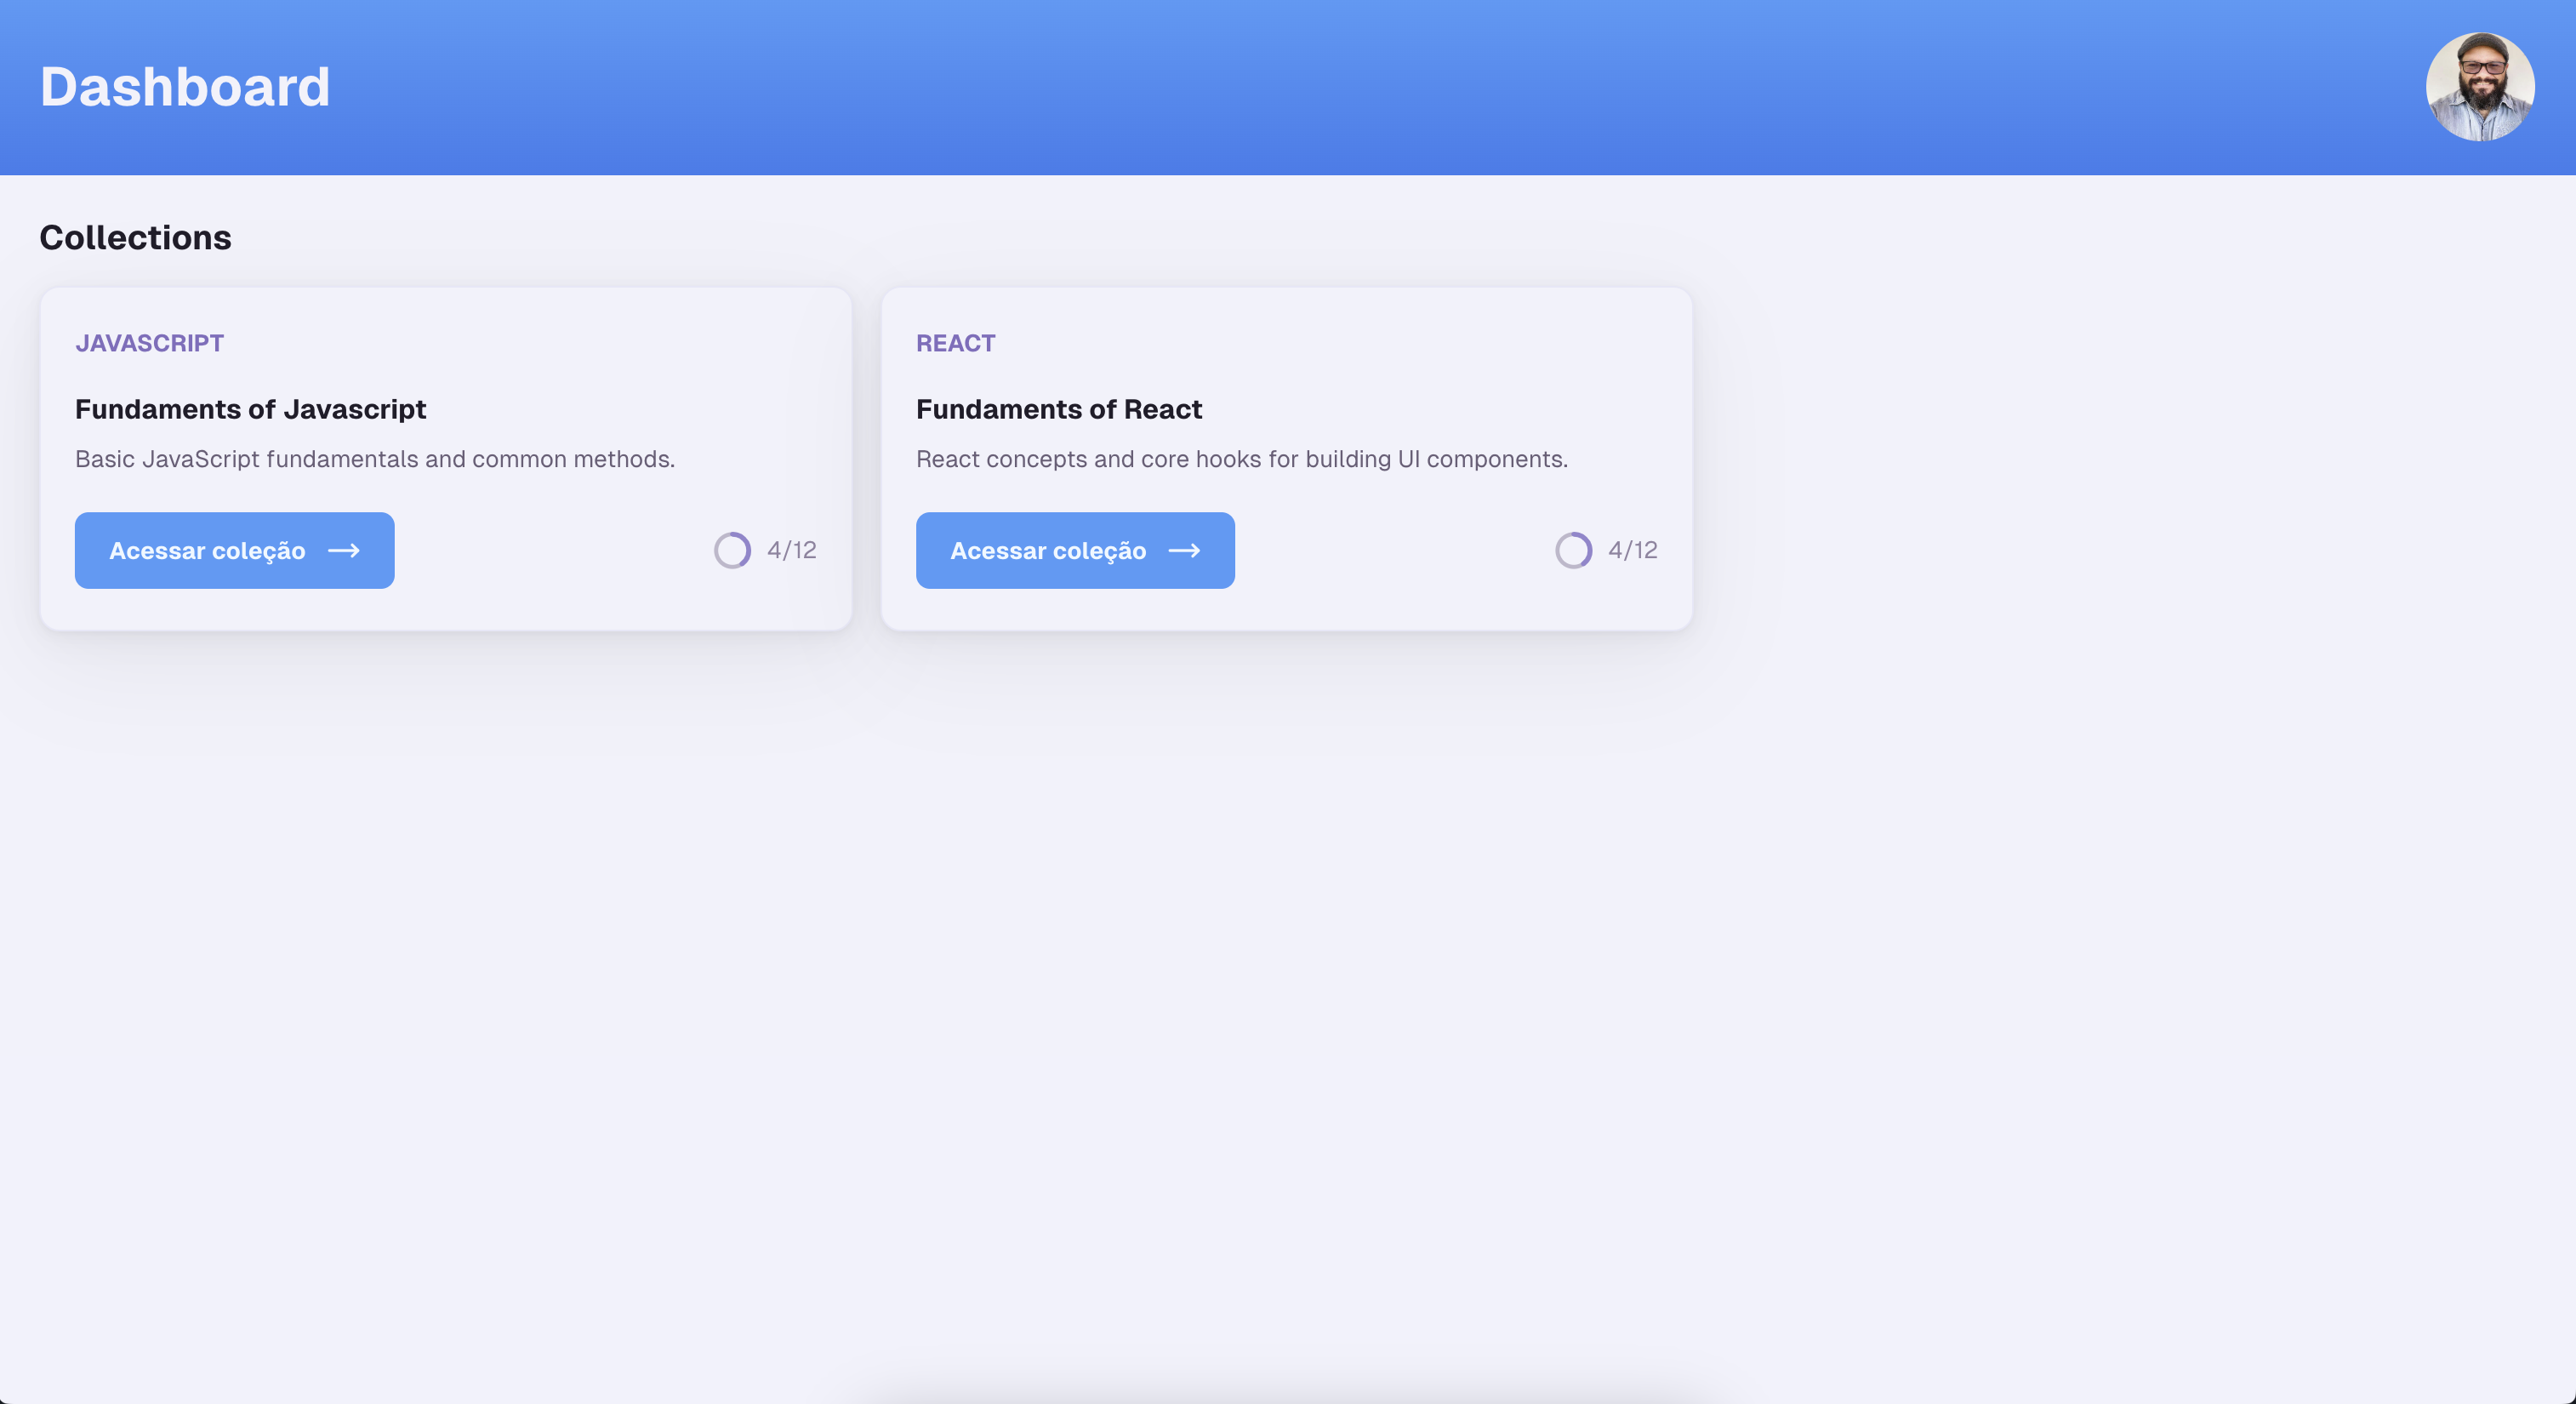 Dashboard
Collections
JAVASCRIPT
Fundaments of Javascript
Basic JavaScript fundamentals and common methods.
Acessar coleção
4/12
REACT
Fundaments of React
React concepts and core hooks for building UI components.
Acessar coleção
4/12